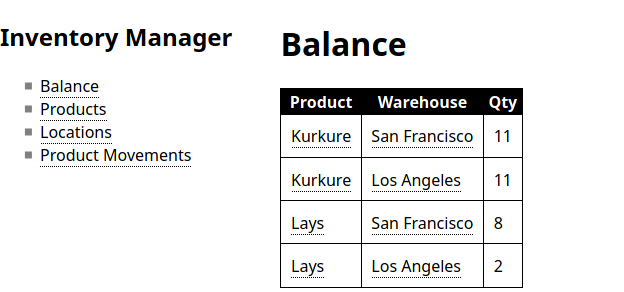 Inventory Manager
Balance
Products
Locations
Product Movements
Balance
Product Warehouse Qty
Kurkure San Francisco 11
Kurkure Los Angeles 11
Lays San Francisco 8
Lays Los Angeles 2